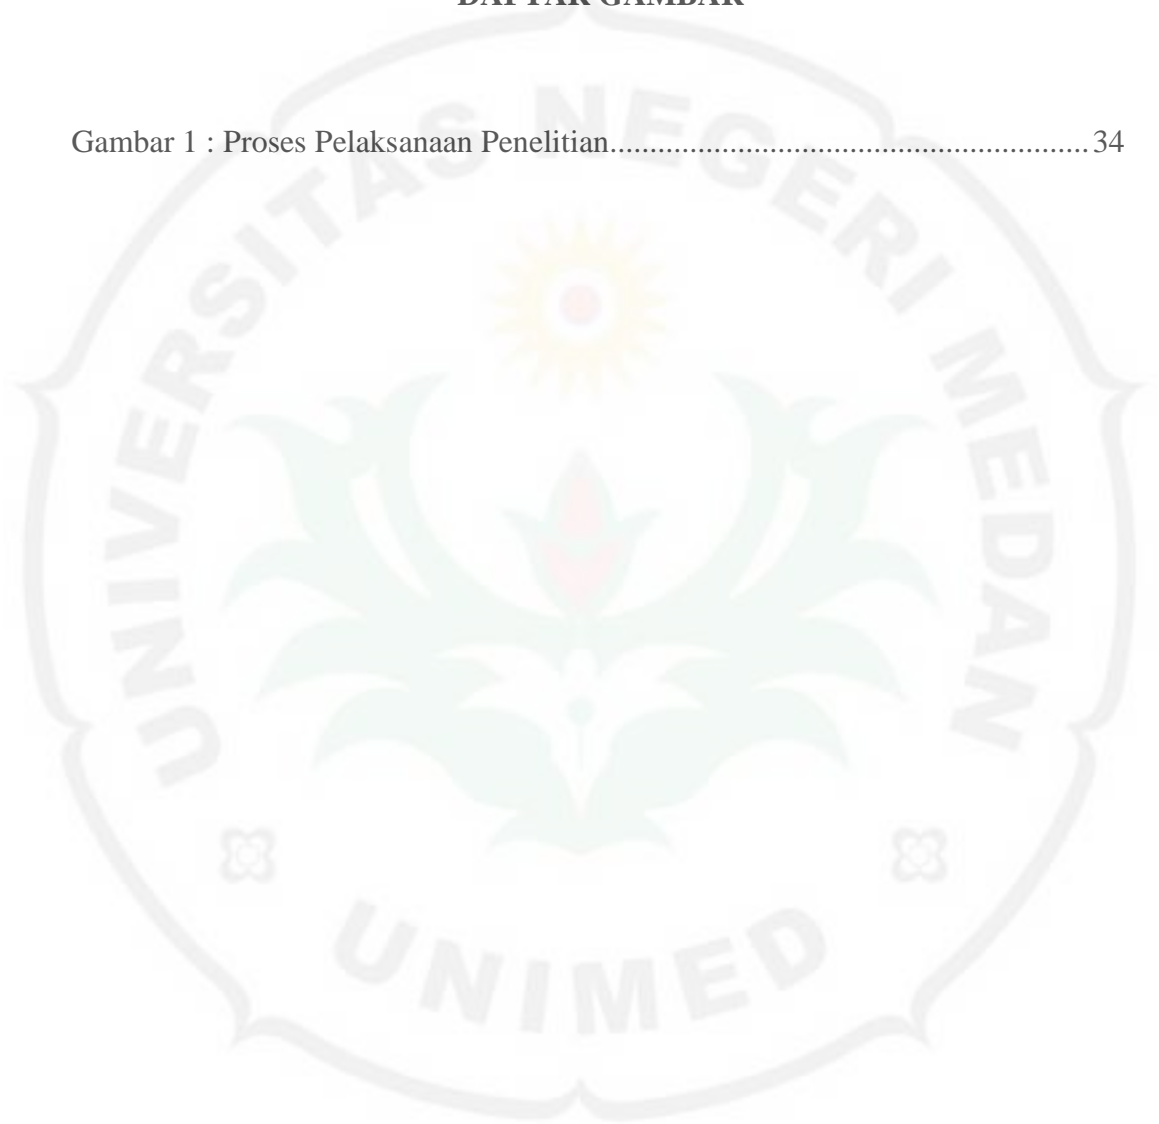 DAFTAR GAMBAR
Gambar 1 : Proses Pelaksanaan Penelitian............................................................ 34
UNIVERSITAS NEGERI MEDAN
UNIMED